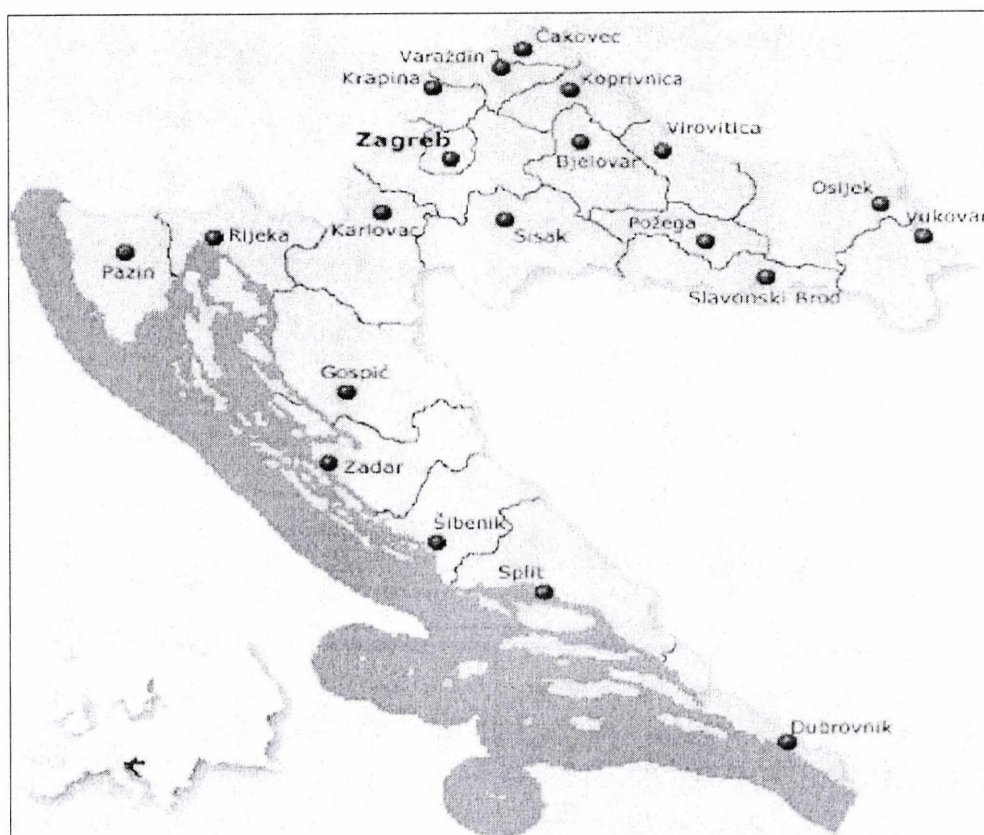 Čakovec
Varaždin
Krapina
Koprivnica
Zagreb
Virovitica
Bjelovar
Osijek
Vukovar
Rijeka
Karlovac
Sisak
Požega
Pazin
Slavonski Brod
Gospić
Zadar
Šibenik
Split
Dubrovnik